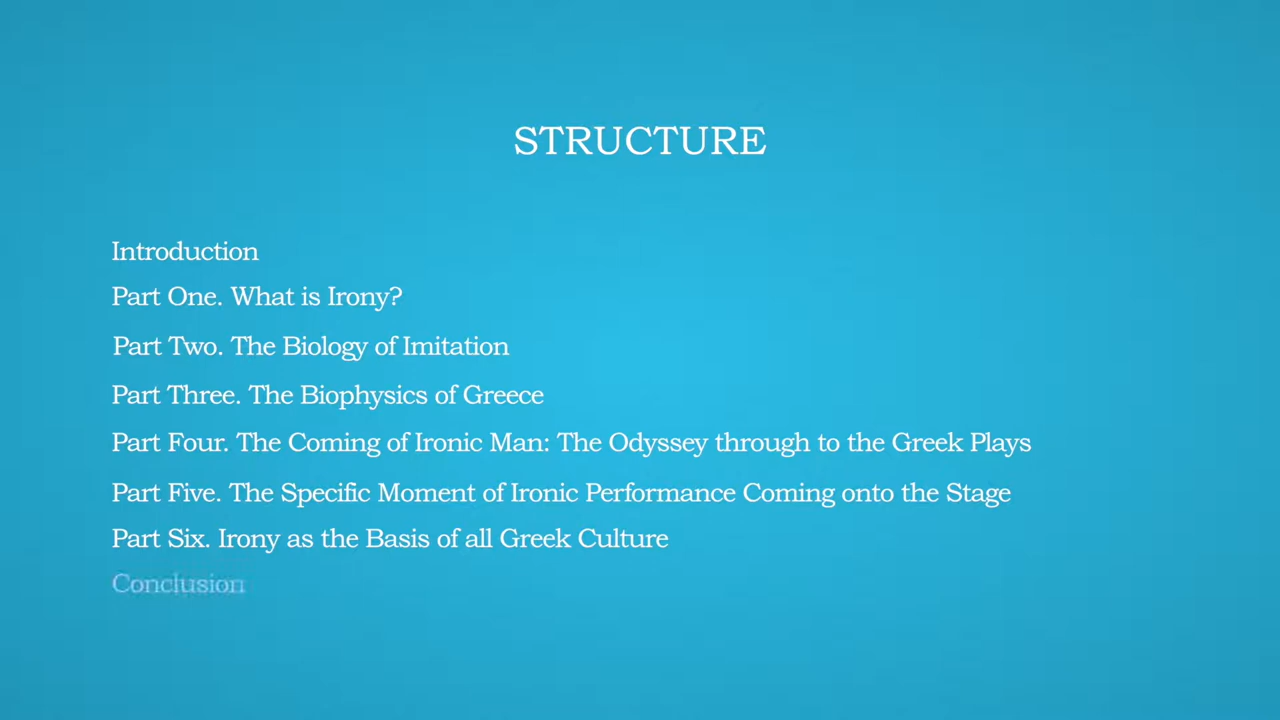 STRUCTURE
Introduction
Part One. What is Irony?
Part Two. The Biology of Imitation
Part Three. The Biophysics of Greece
Part Four. The Coming of Ironic Man: The Odyssey through to the Greek Plays
Part Five. The Specific Moment of Ironic Performance Coming onto the Stage
Part Six. Irony as the Basis of all Greek Culture
Conclusion